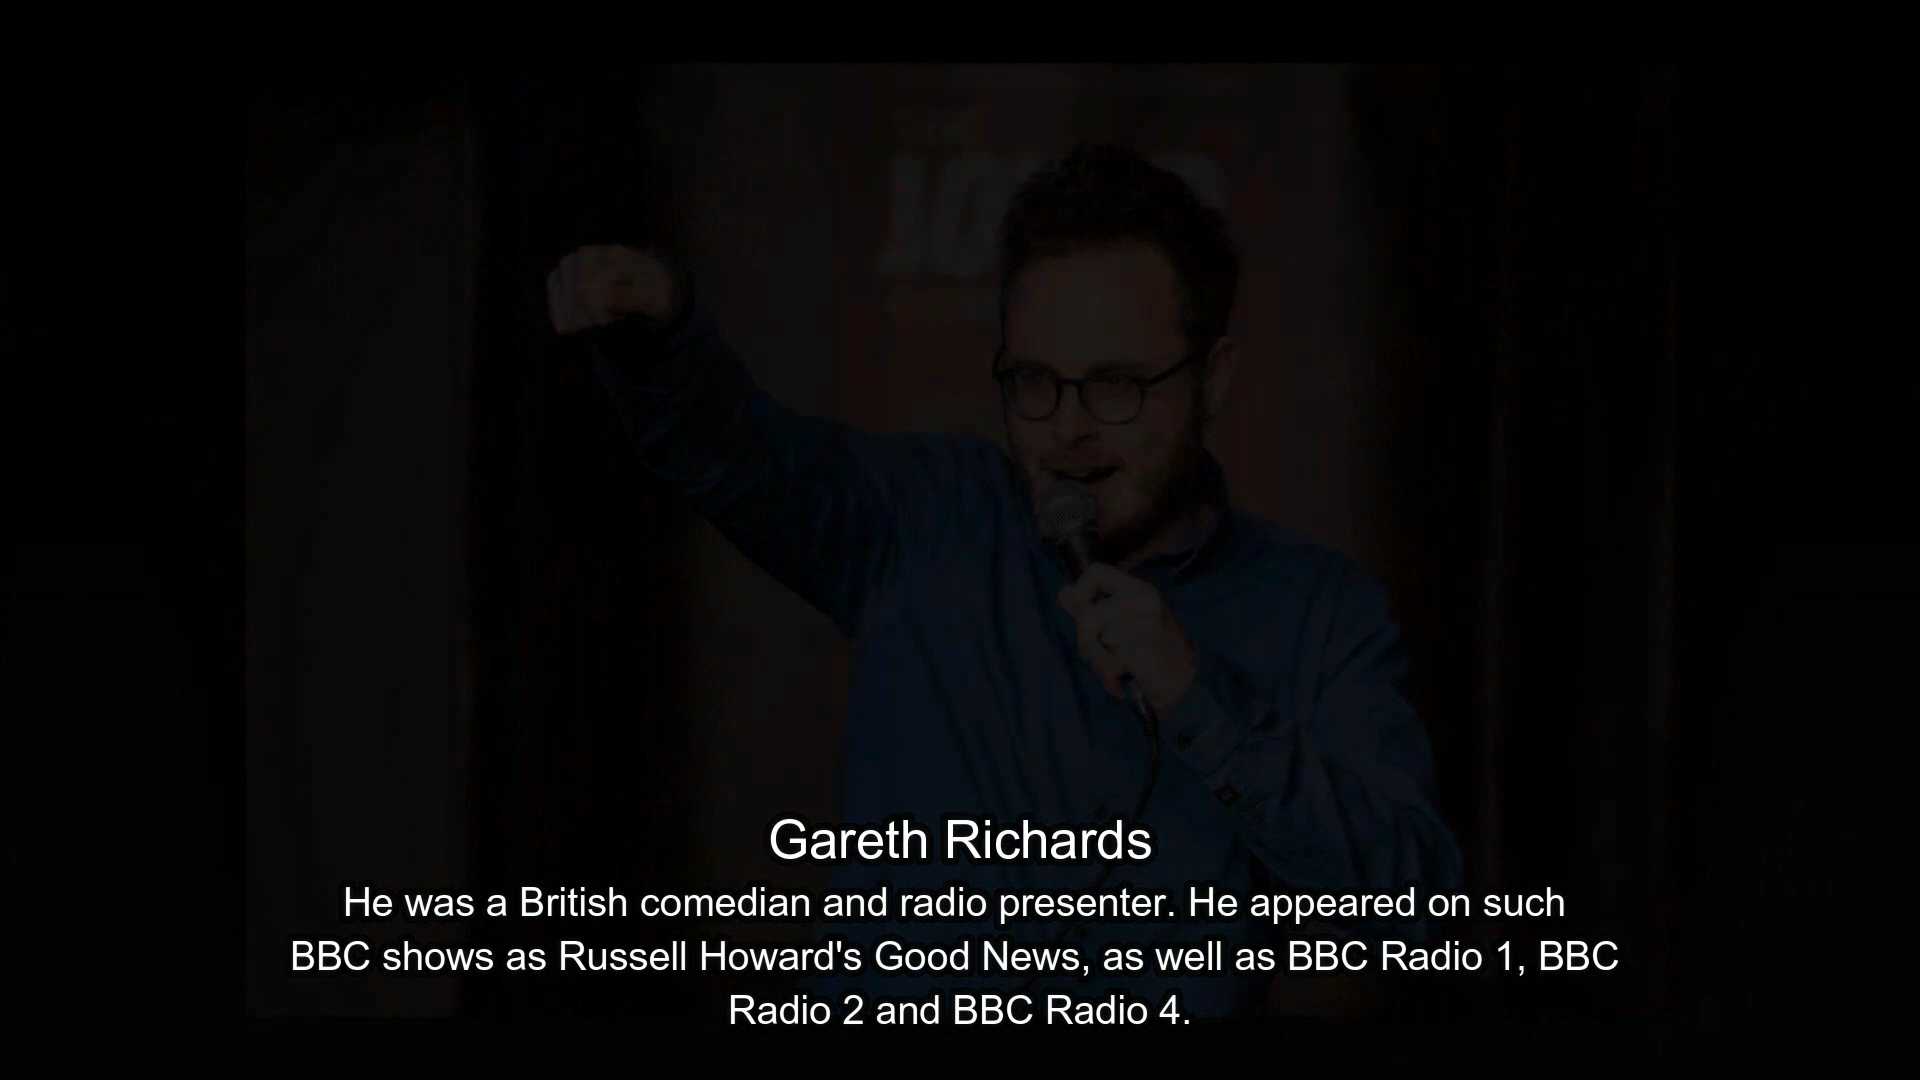 Gareth Richards
He was a British comedian and radio presenter. He appeared on such
BBC shows as Russell Howard's Good News, as well as BBC Radio 1, BBC
Radio 2 and BBC Radio 4.